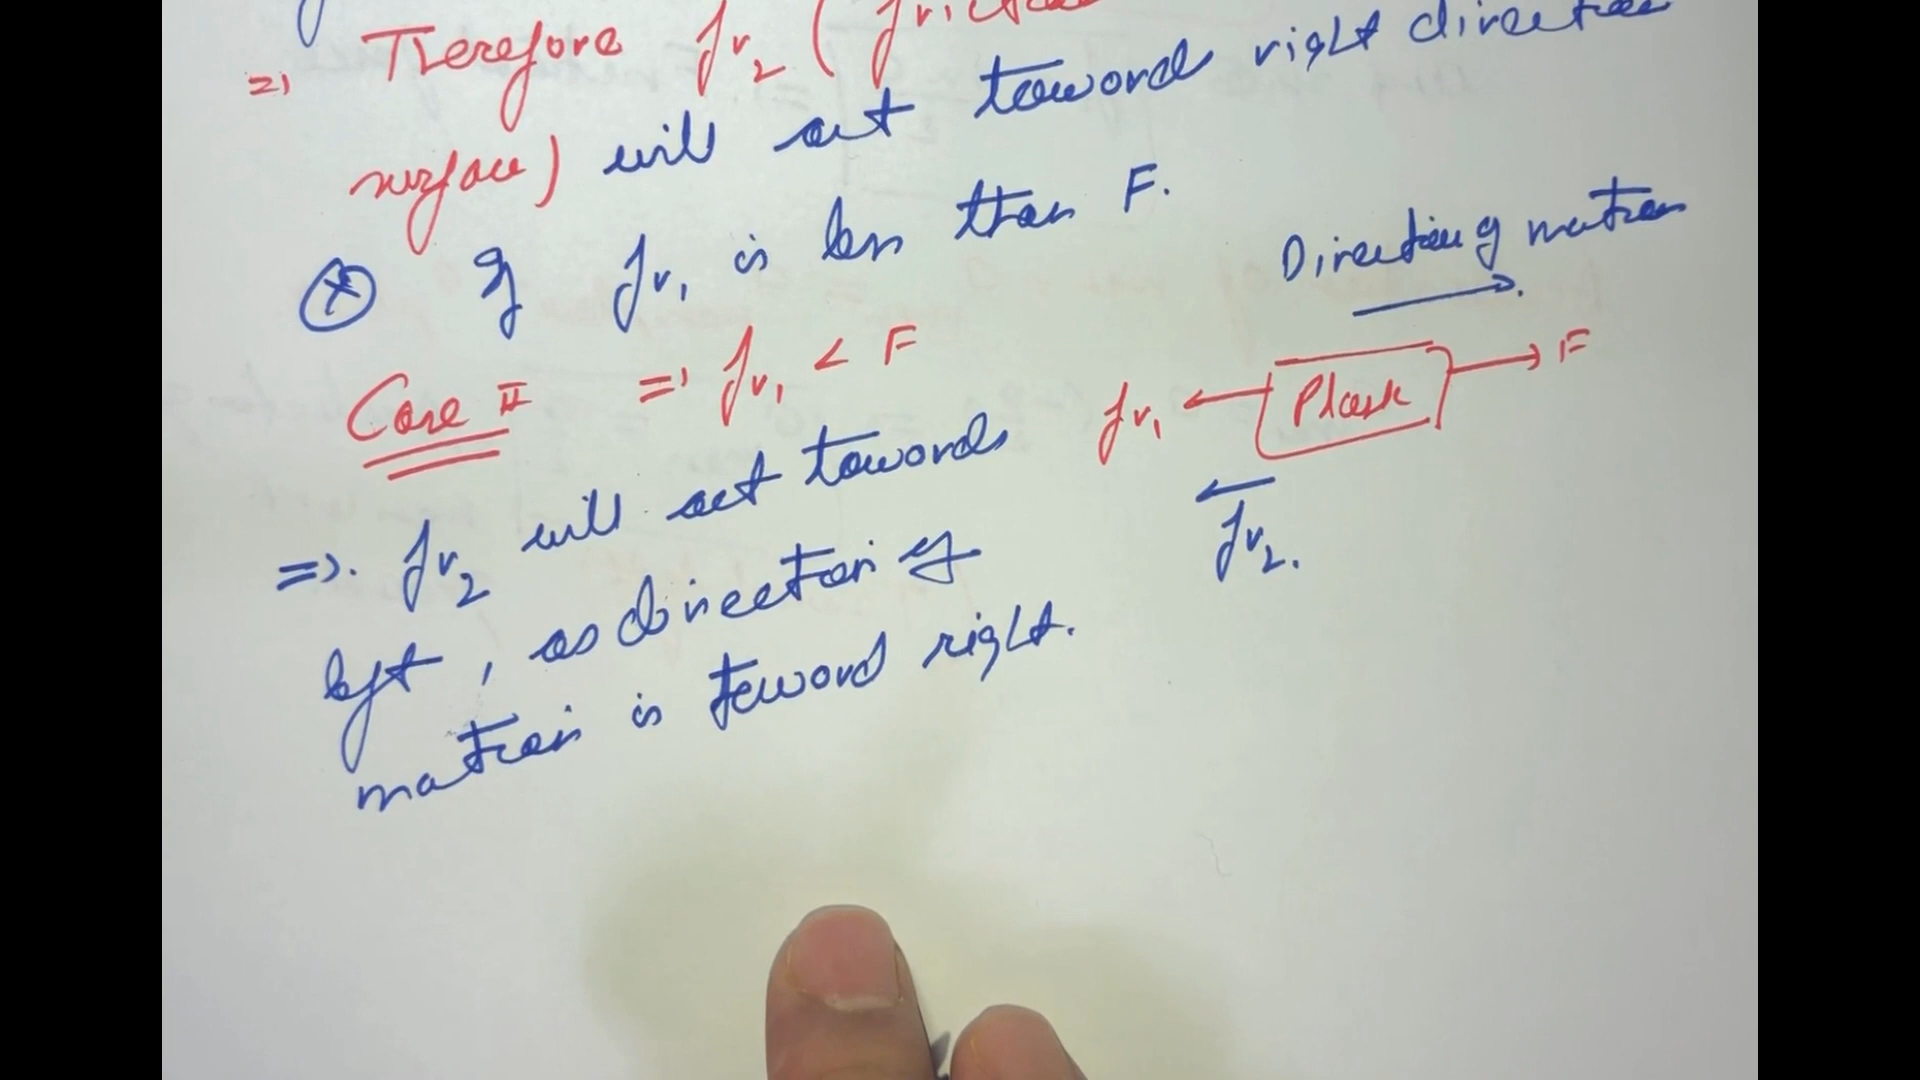 => Therefore fr2 (friction
surface) will act toward right direction
* If fr1 is less than F.
Direction of motion
Case II => fr1 < F
fr1 Plank F
=> fr2 will act towards
fr2.
left, as direction of
motion is toward right.